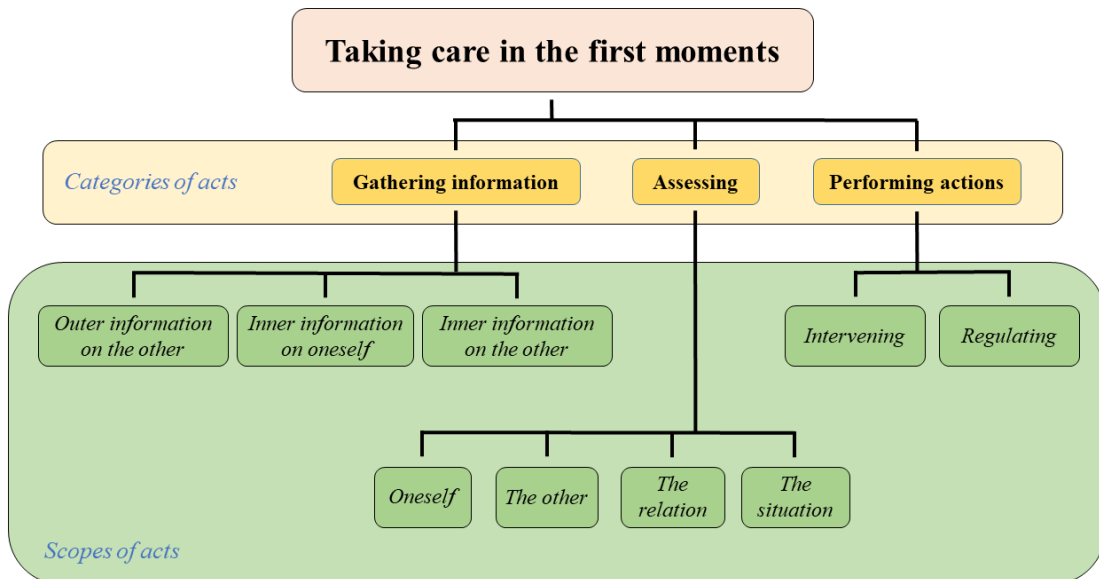 Taking care in the first moments
Categories of acts
Gathering information
Assessing
Performing actions
Outer information
on the other
Inner information
on oneself
Inner information
on the other
Intervening
Regulating
Oneself
The other
The
relation
The
situation
Scopes of acts